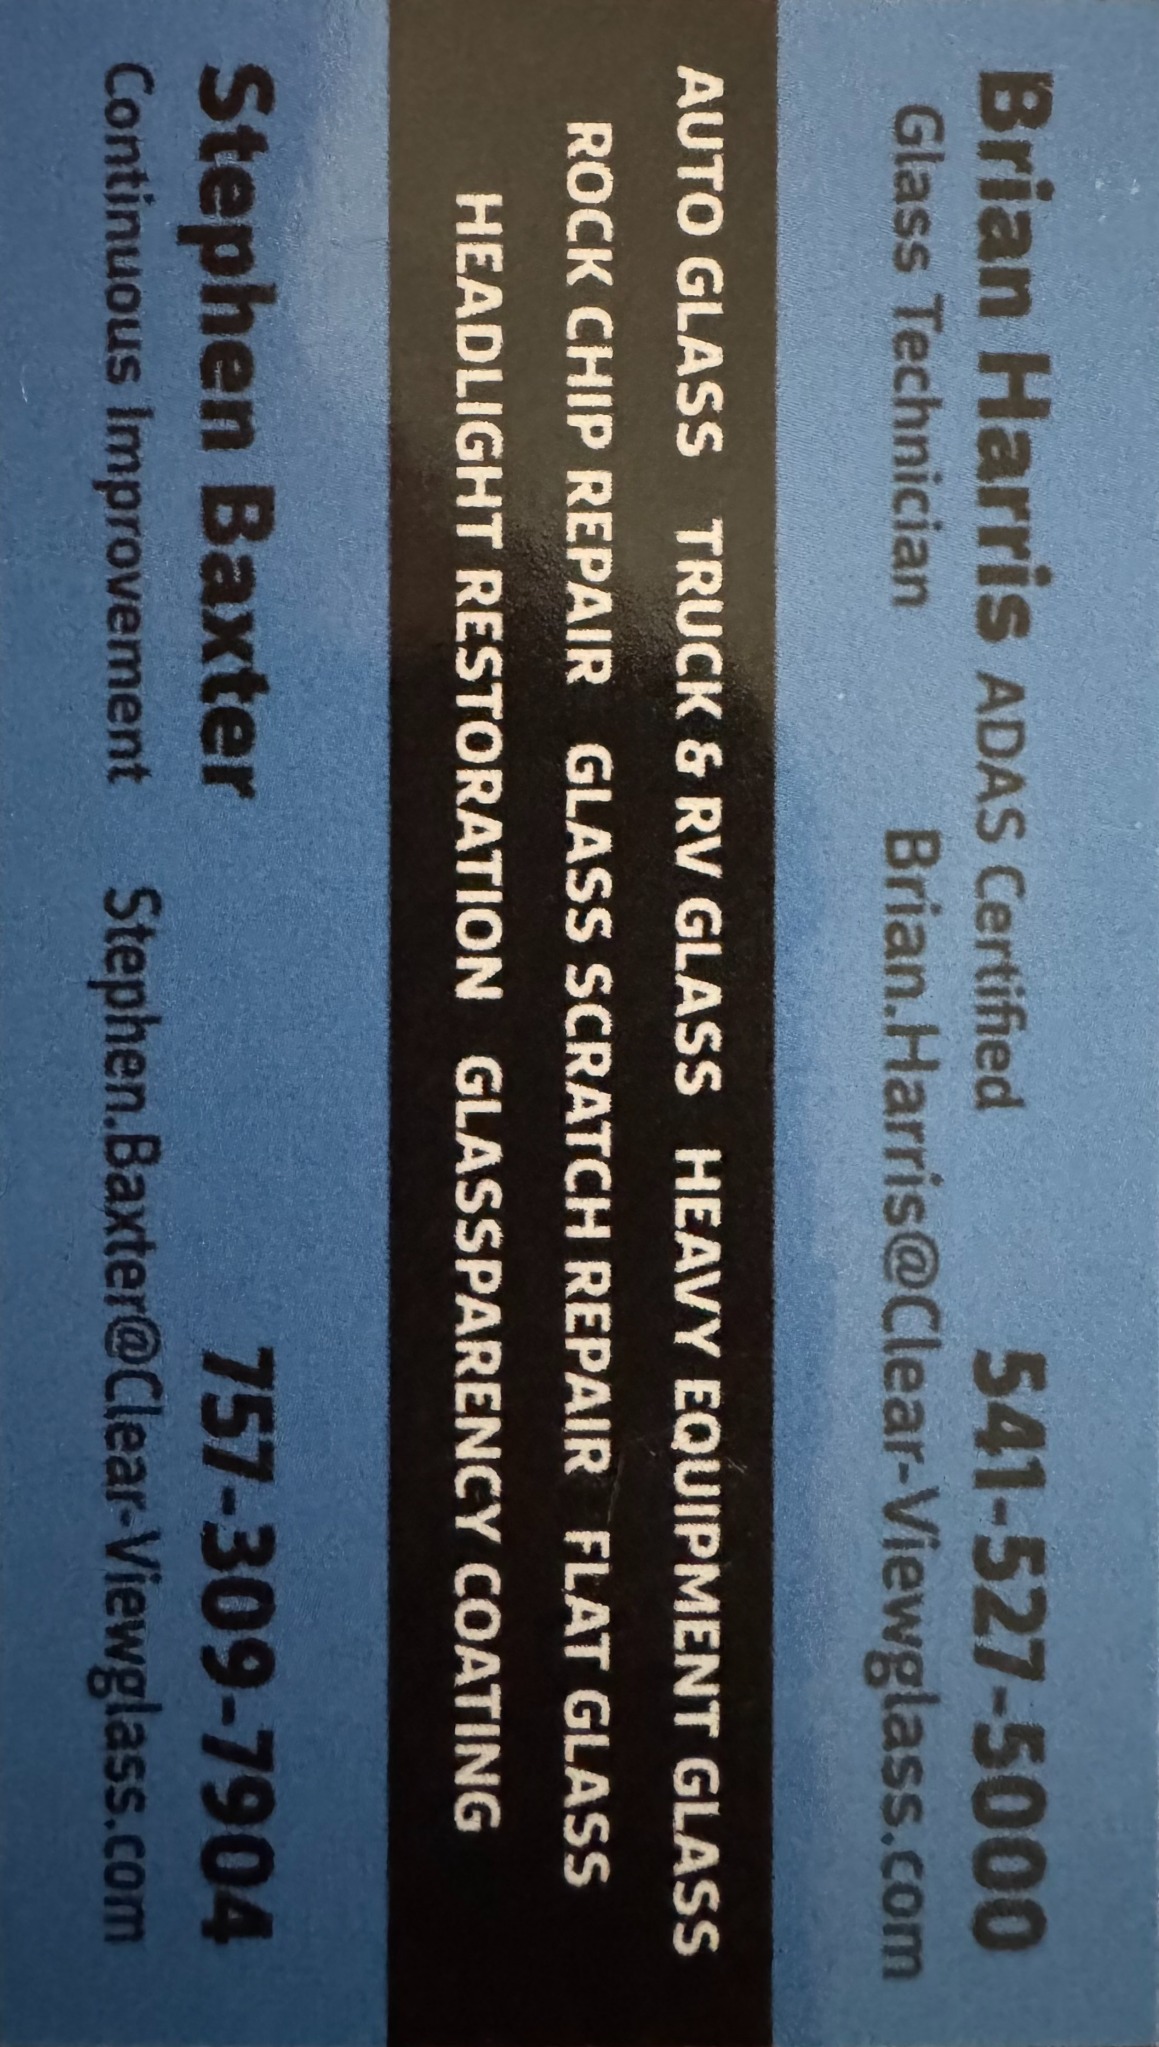 Brian Harris ADAS Certified 541-527-5000
Glass Technician Brian.Harris@Clear-Viewglass.com
AUTO GLASS TRUCK & RV GLASS HEAVY EQUIPMENT GLASS
ROCK CHIP REPAIR GLASS SCRATCH REPAIR FLAT GLASS
HEADLIGHT RESTORATION GLASSPARENCY COATING
Stephen Baxter 757-309-7904
Continuous Improvement Stephen.Baxter@Clear-Viewglass.com